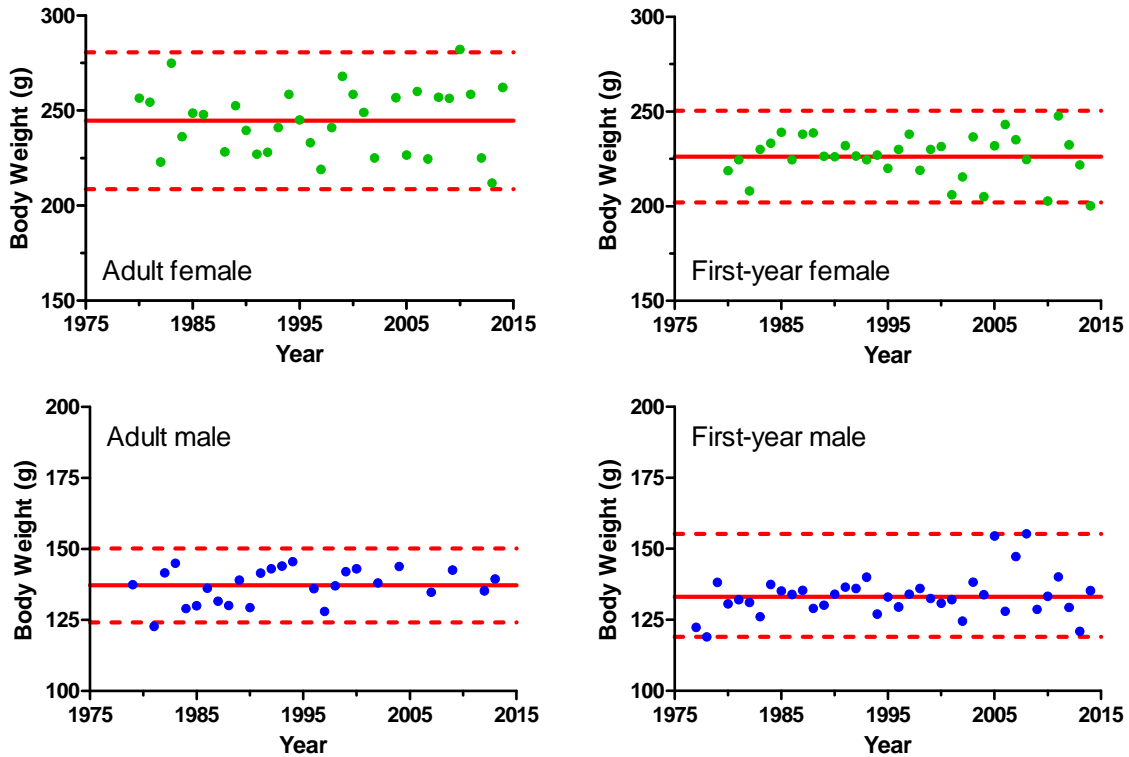 300
250
200
150
Body Weight (g)
Adult female
1975 1985 1995 2005 2015
Year
300
250
200
150
Body Weight (g)
First-year female
1975 1985 1995 2005 2015
Year
200
175
150
125
100
Body Weight (g)
Adult male
1975 1985 1995 2005 2015
Year
200
175
150
125
100
Body Weight (g)
First-year male
1975 1985 1995 2005 2015
Year